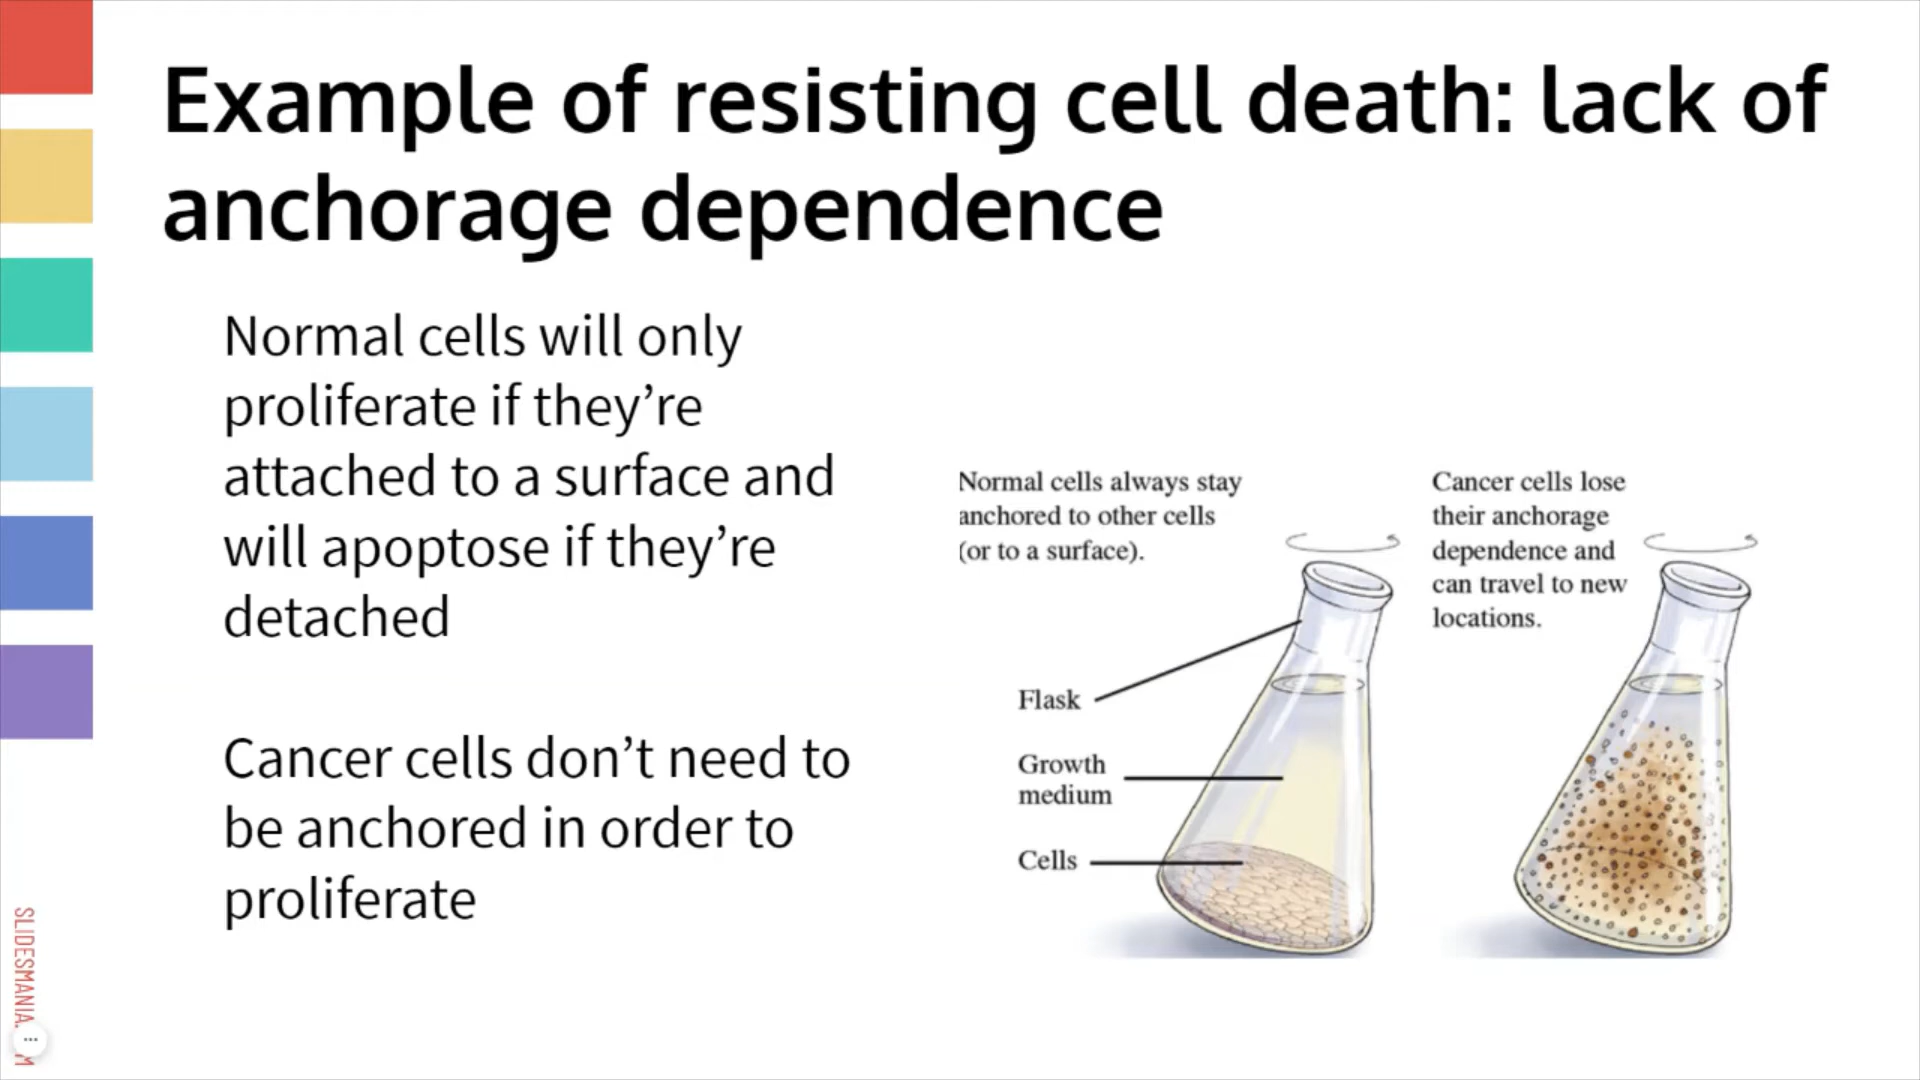 Example of resisting cell death: lack of
anchorage dependence
Normal cells will only
proliferate if they’re
attached to a surface and
will apoptose if they’re
detached
Cancer cells don’t need to
be anchored in order to
proliferate
Normal cells always stay
anchored to other cells
(or to a surface).
Cancer cells lose
their anchorage
dependence and
can travel to new
locations.
Flask
Growth
medium
Cells